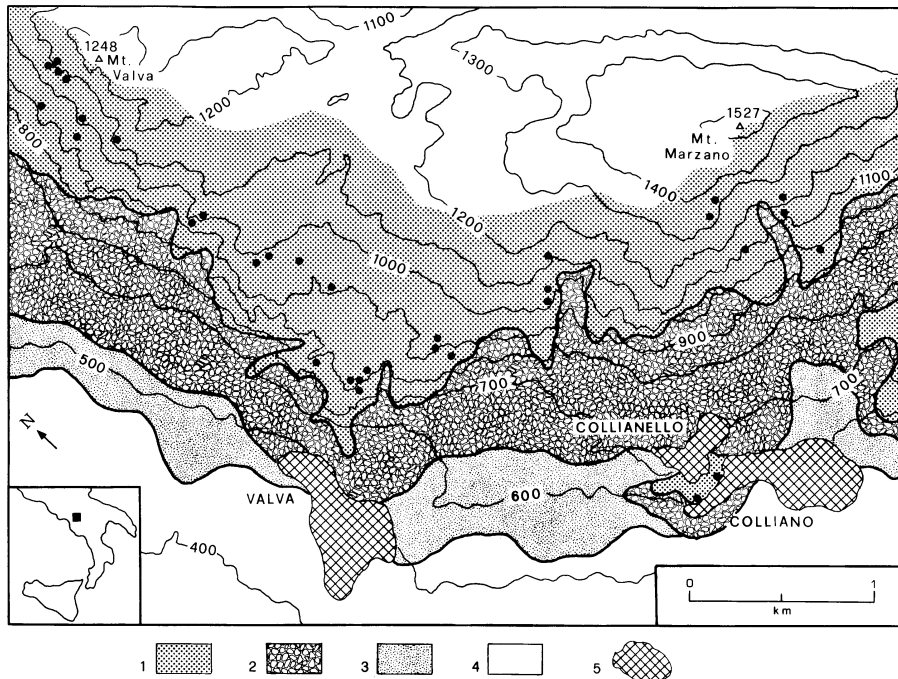 1100
1248
Mt.
Valva
1300
1200
1527
Mt.
Marzano
800
1100
1400
1200
1000
900
500
700
700
COLLIANELLO
N
VALVA
600
COLLIANO
400
0 1
km
1 2 3 4 5